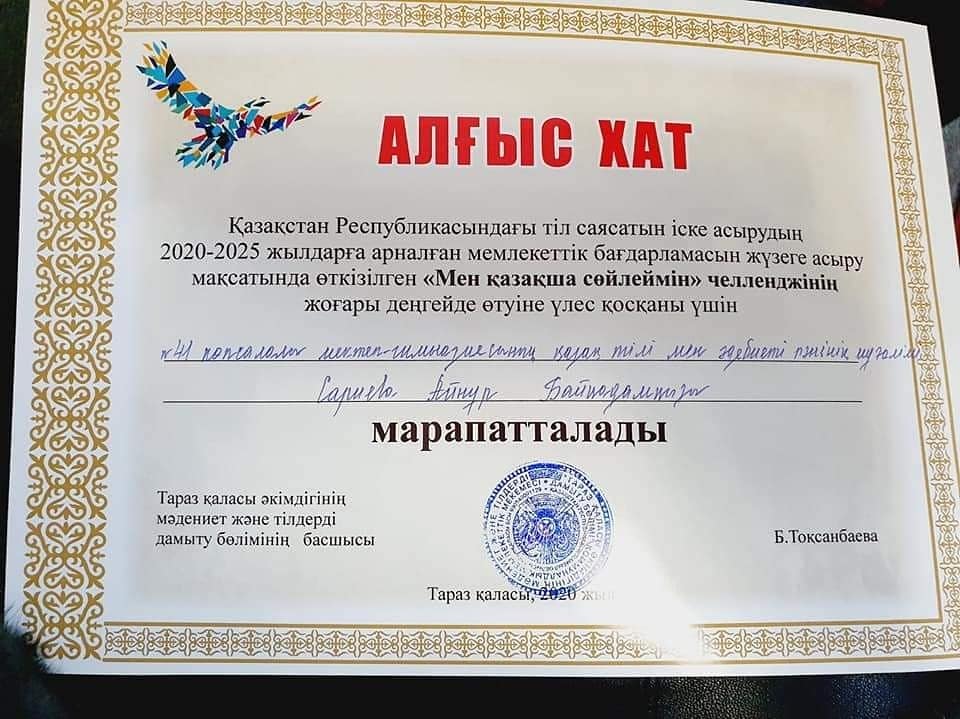 АЛҒЫС ХАТ
Қазақстан Республикасындағы тіл саясатын іске асырудың
2020-2025 жылдарға арналған мемлекеттік бағдарламасын жүзеге асыру
мақсатында өткізілген «Мен қазақша сөйлеймін» челленджінің
жоғары деңгейде өтуіне үлес қосқаны үшін
№41 көпсалалы мектеп-гимназиясының қазақ тілі мен әдебиеті пәнінің мұғалімі
Сариева Айнұр
марапатталады
Тараз қаласы әкімдігінің
мәдениет және тілдерді
дамыту бөлімінің басшысы
Б.Тоқсанбаева
Тараз қаласы, 2020 жыл